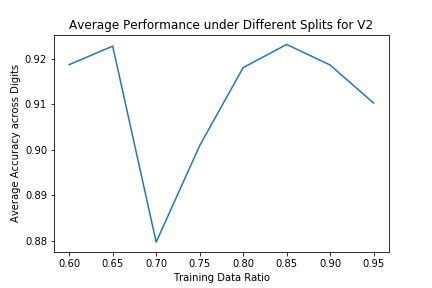 Average Performance under Different Splits for V2
Average Accuracy across Digits
0.92
0.91
0.90
0.89
0.88
0.60 0.65 0.70 0.75 0.80 0.85 0.90 0.95
Training Data Ratio